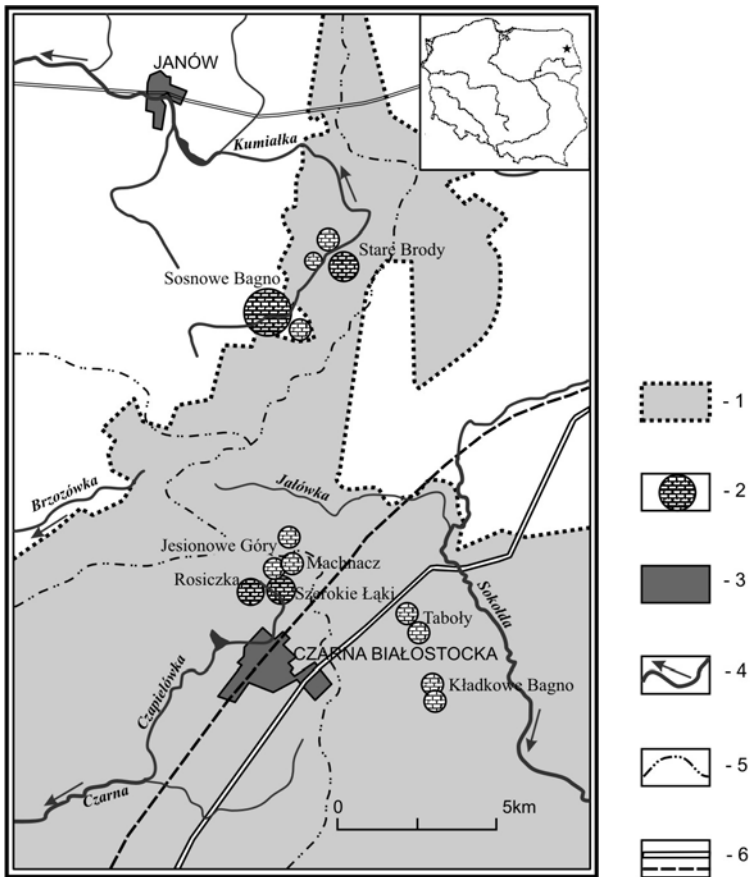 JANÓW
Kumiałka
Stare Brody
Sosnowe Bagno
Brzozówka
Jałówka
Jesionowe Góry
Machnacz
Rosiczka
Szerokie Łąki
Sokołda
Taboły
CZARNA BIAŁOSTOCKA
Kładkowe Bagno
Czapielówka
Czarna
0 5km
- 1
- 2
- 3
- 4
- 5
- 6